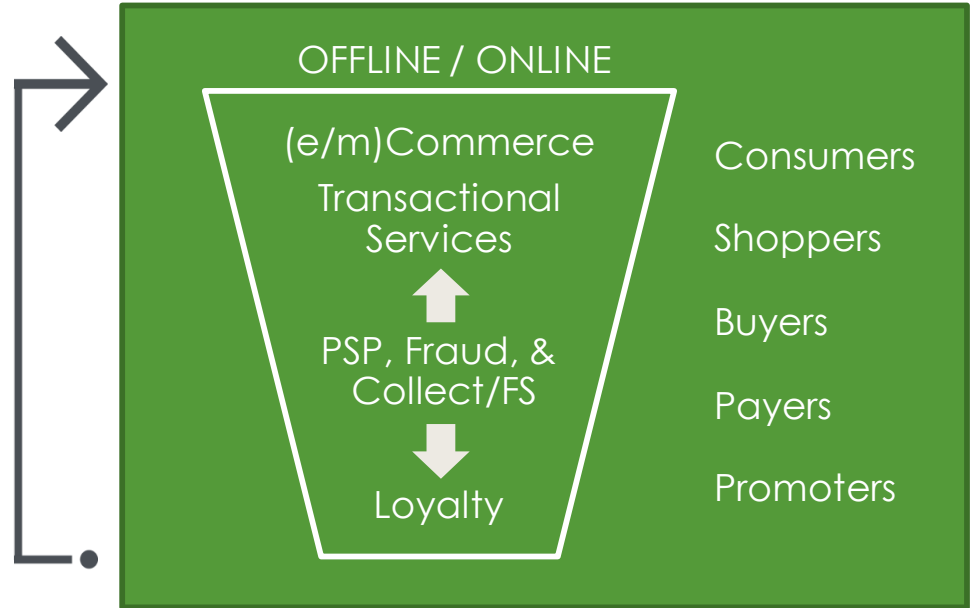 OFFLINE / ONLINE
(e/m)Commerce
Transactional
Services
PSP, Fraud, &
Collect/FS
Loyalty
Consumers
Shoppers
Buyers
Payers
Promoters